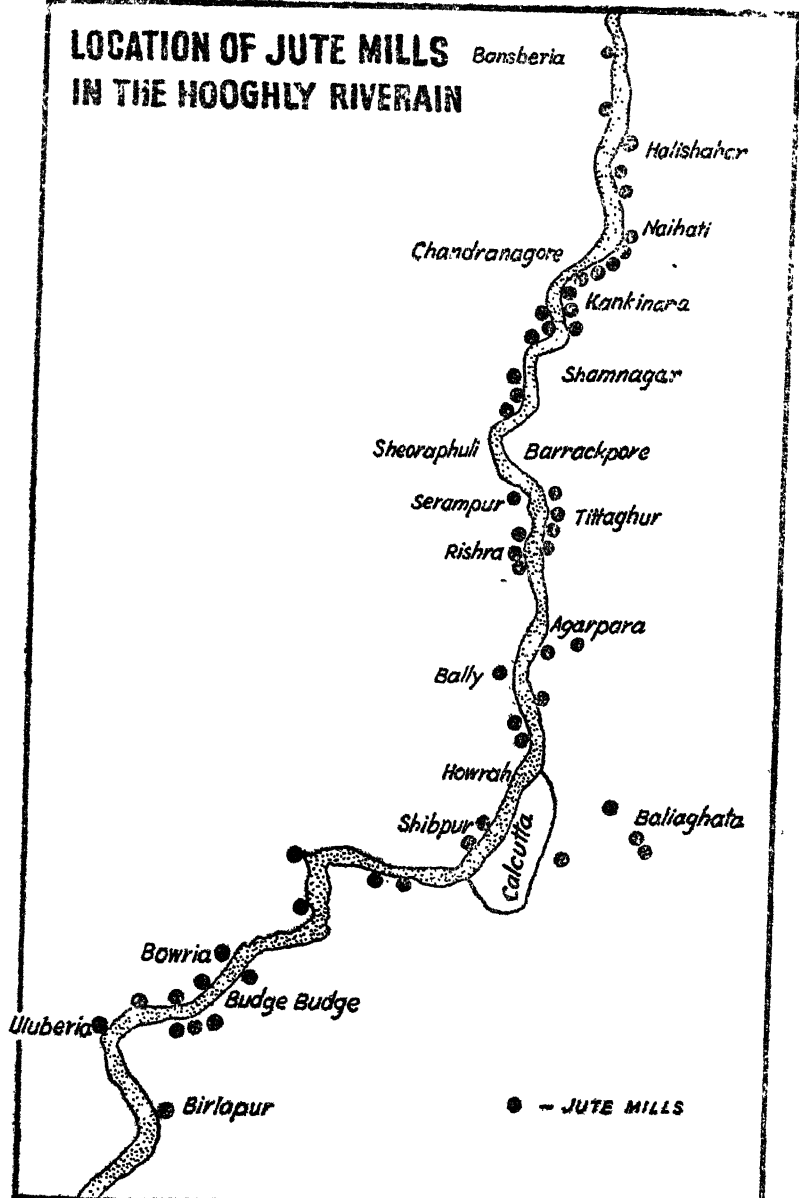 LOCATION OF JUTE MILLS
IN THE HOOGHLY RIVERAIN
Bansberia
Halishahar
Naihati
Chandranagore
Kankinara
Shamnagar
Sheoraphuli
Barrackpore
Serampur
Tittaghur
Rishra
Agarpara
Bally
Howrah
Shibpur
Calcutta
Baliaghata
Bowria
Budge Budge
Uluberia
Birlapur
- JUTE MILLS